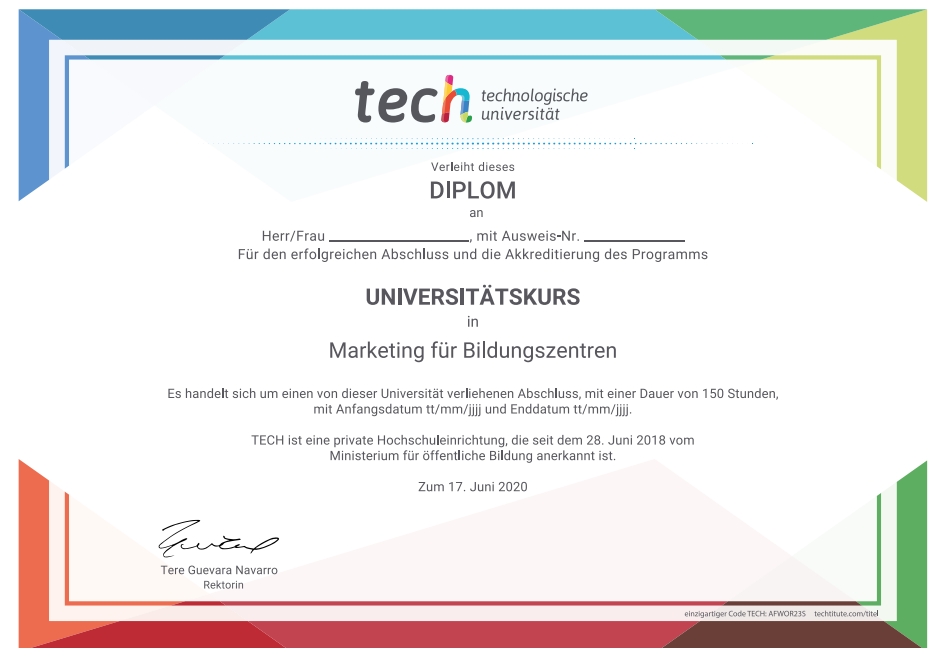 tech technologische
universität
Verleiht dieses
DIPLOM
an
Herr/Frau ____________________, mit Ausweis-Nr. ______________
Für den erfolgreichen Abschluss und die Akkreditierung des Programms
UNIVERSITÄTSKURS
in
Marketing für Bildungszentren
Es handelt sich um einen von dieser Universität verliehenen Abschluss, mit einer Dauer von 150 Stunden,
mit Anfangsdatum tt/mm/jjjj und Enddatum tt/mm/jjjj.
TECH ist eine private Hochschuleinrichtung, die seit dem 28. Juni 2018 vom
Ministerium für öffentliche Bildung anerkannt ist.
Zum 17. Juni 2020
Tere Guevara Navarro
Rektorin
einzigartiger Code TECH: AFWOR23S techtitute.com/titel